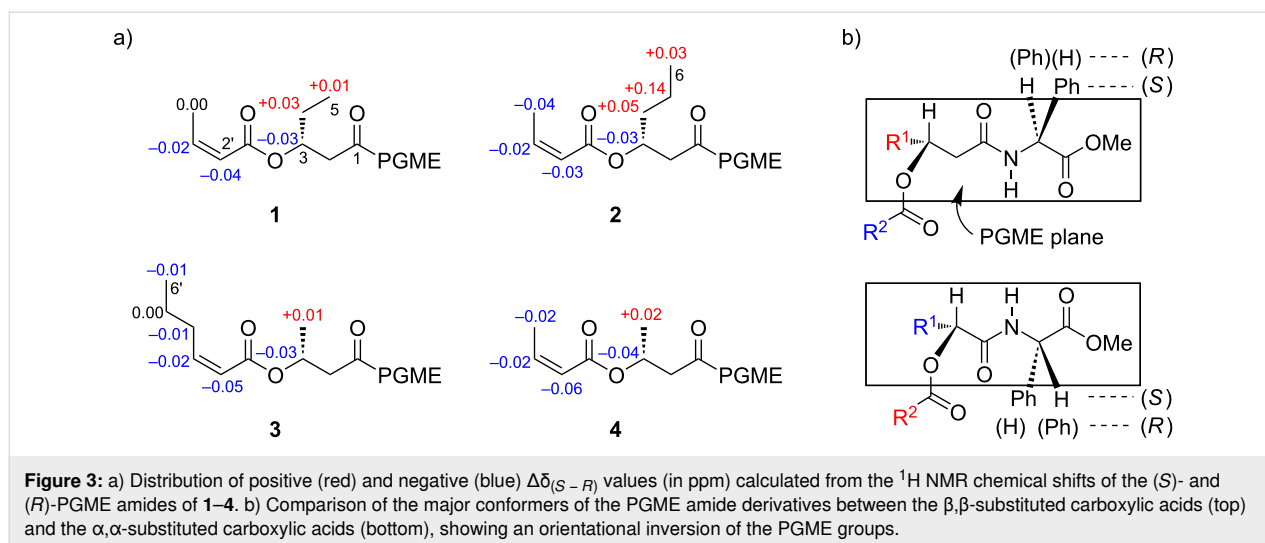 a)
0.00
–0.02
2'
–0.04
O
O
–0.03
+0.03
+0.01
5
3
O
1
PGME
1
–0.04
–0.02
–0.03
O
O
–0.03
+0.05
+0.14
+0.03
6
O
PGME
2
–0.01
6'
0.00
–0.01
–0.02
–0.05
O
O
–0.03
+0.01
O
PGME
3
–0.02
–0.02
–0.06
O
O
–0.04
+0.02
O
PGME
4
b)
(Ph)(H) ---- (R)
H Ph ---- (S)
H
R1
O
O
N
H
OMe
O
R2
O
PGME plane
H
R1
O
O
H
N
O
OMe
R2
O
Ph H ---- (S)
(H) (Ph) ---- (R)
Figure 3: a) Distribution of positive (red) and negative (blue) Δδ(S − R) values (in ppm) calculated from the 1H NMR chemical shifts of the (S)- and
(R)-PGME amides of 1–4. b) Comparison of the major conformers of the PGME amide derivatives between the β,β-substituted carboxylic acids (top)
and the α,α-substituted carboxylic acids (bottom), showing an orientational inversion of the PGME groups.